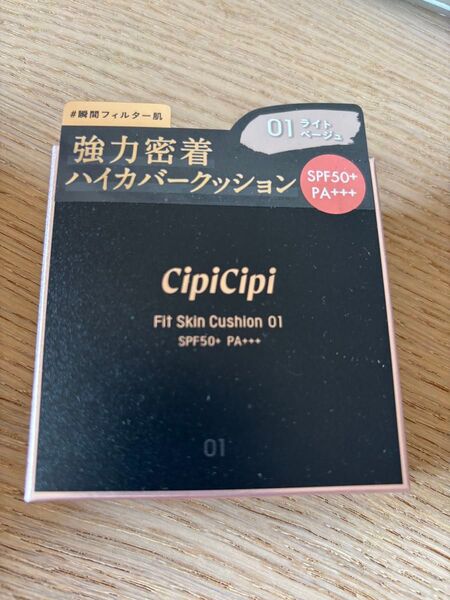 #瞬間フィルター肌
01 ライト
ベージュ
強力密着
ハイカバークッション
SPF50+
PA+++
CipiCipi
Fit Skin Cushion 01
SPF50+ PA+++
01